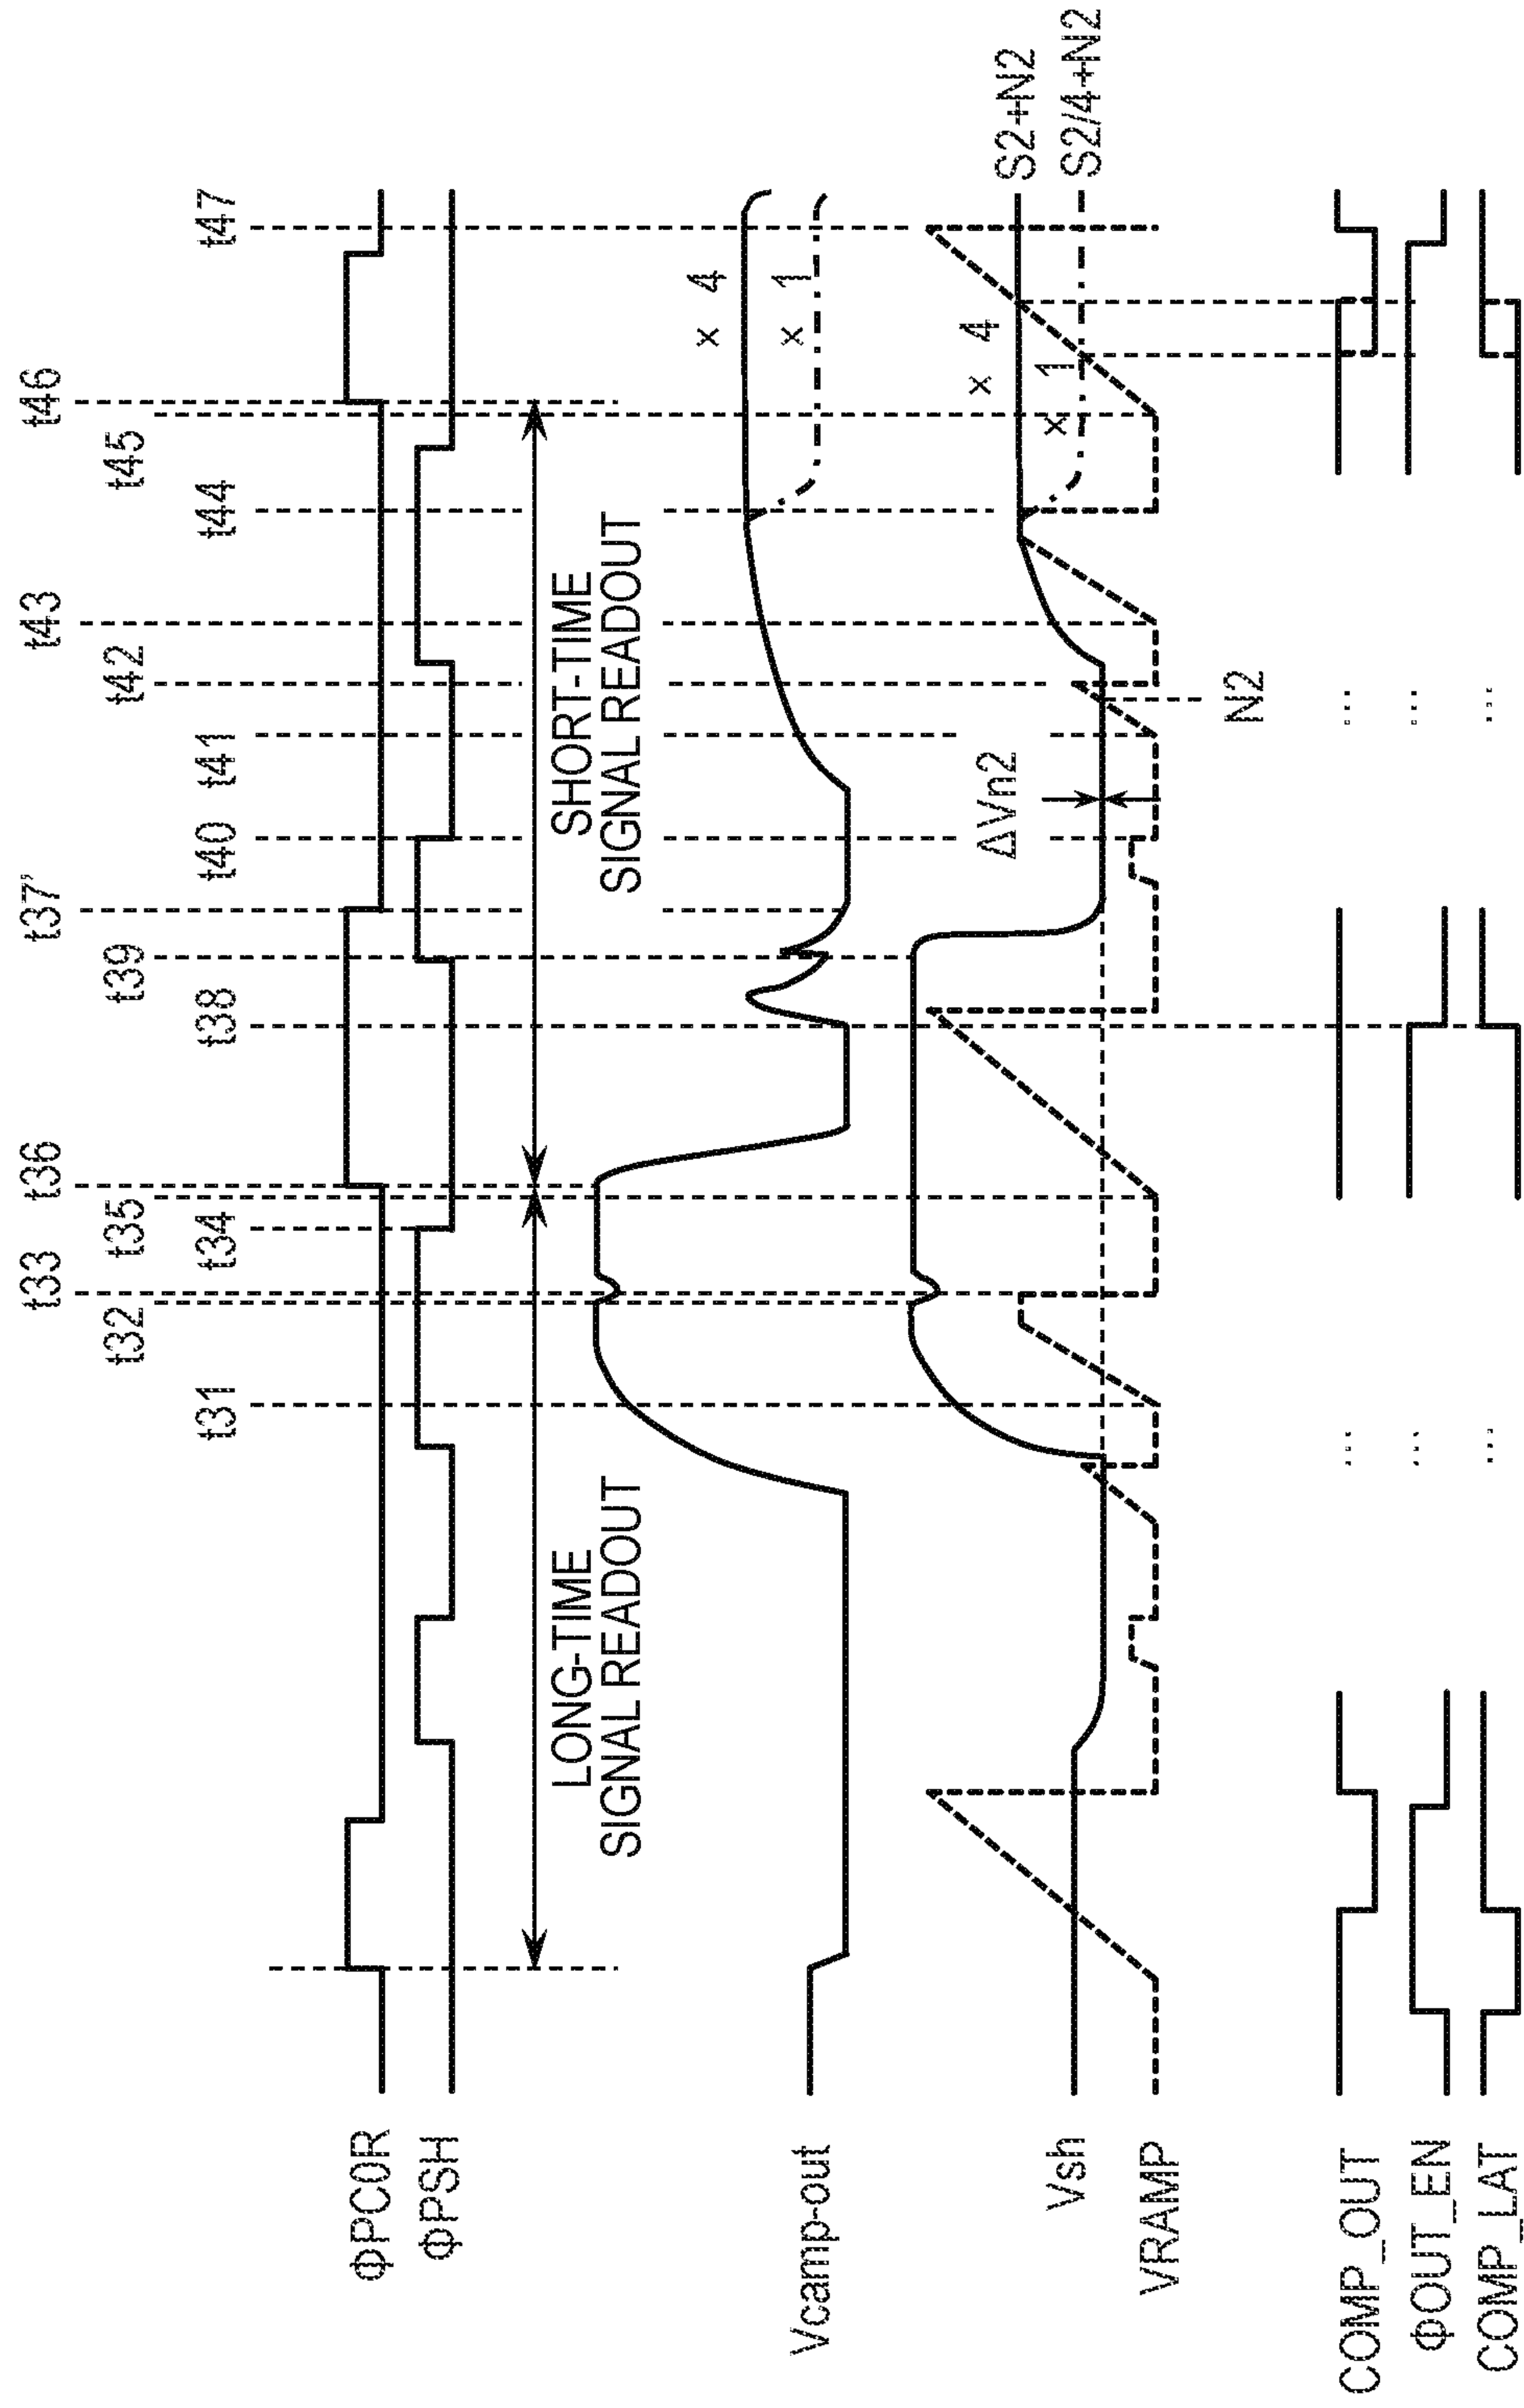 t31
t32
t33
t34
t35
t36
t38
t39
t37'
t40
t41
t42
t43
t44
t45
t46
t47
ΦPC0R
ΦPSH
LONG-TIME
SIGNAL READOUT
SHORT-TIME
SIGNAL READOUT
Vcamp-out
× 4
× 1
Vsh
ΔVn2
× 4
× 1
S2+N2
S2/4+N2
VRAMP
N2
COMP_OUT
...
...
ΦOUT_EN
...
...
COMP_LAT
...
...